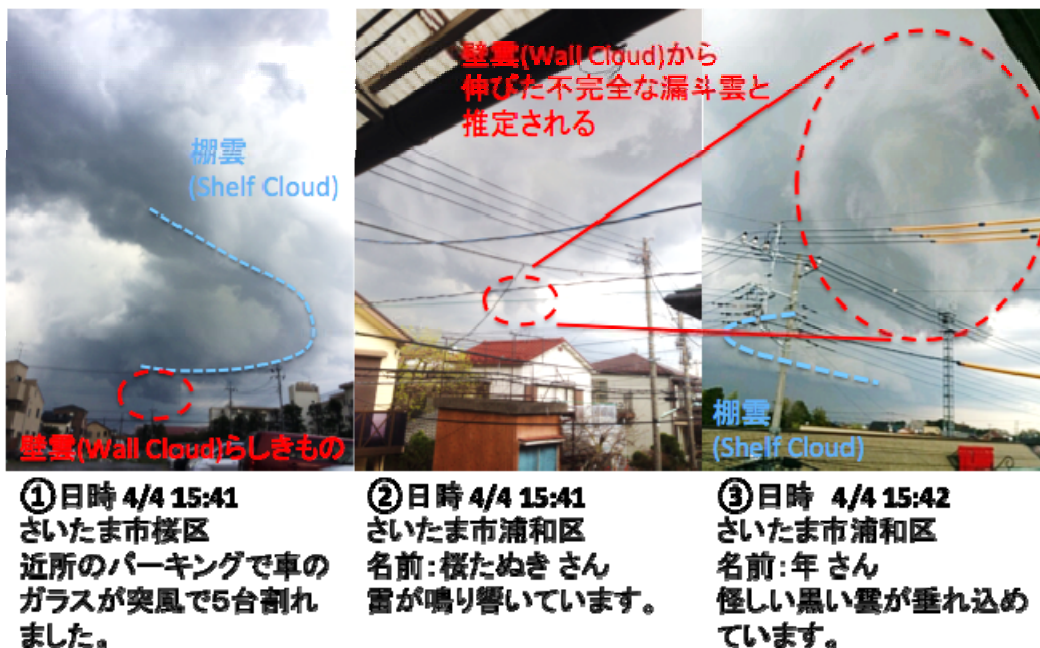 棚雲
(Shelf Cloud)
壁雲(Wall Cloud)らしきもの
壁雲(Wall Cloud)から
伸びた不完全な漏斗雲と
推定される
棚雲
(Shelf Cloud)
①日時 4/4 15:41
さいたま市桜区
近所のパーキングで車の
ガラスが突風で5台割れ
ました。
②日時 4/4 15:41
さいたま市浦和区
名前:桜たぬき さん
雷が鳴り響いています。
③日時 4/4 15:42
さいたま市浦和区
名前:年 さん
怪しい黒い雲が垂れ込め
ています。